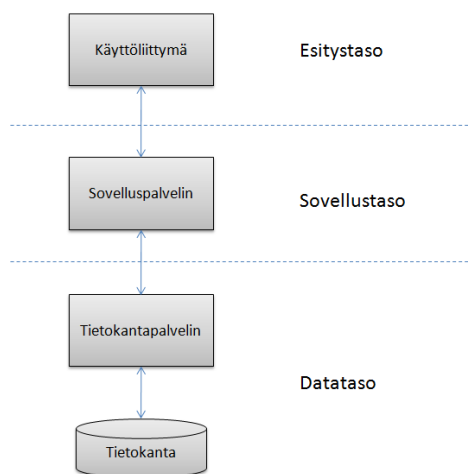 Käyttöliittymä
Esitystaso
Sovelluspalvelin
Sovellustaso
Tietokantapalvelin
Datataso
Tietokanta